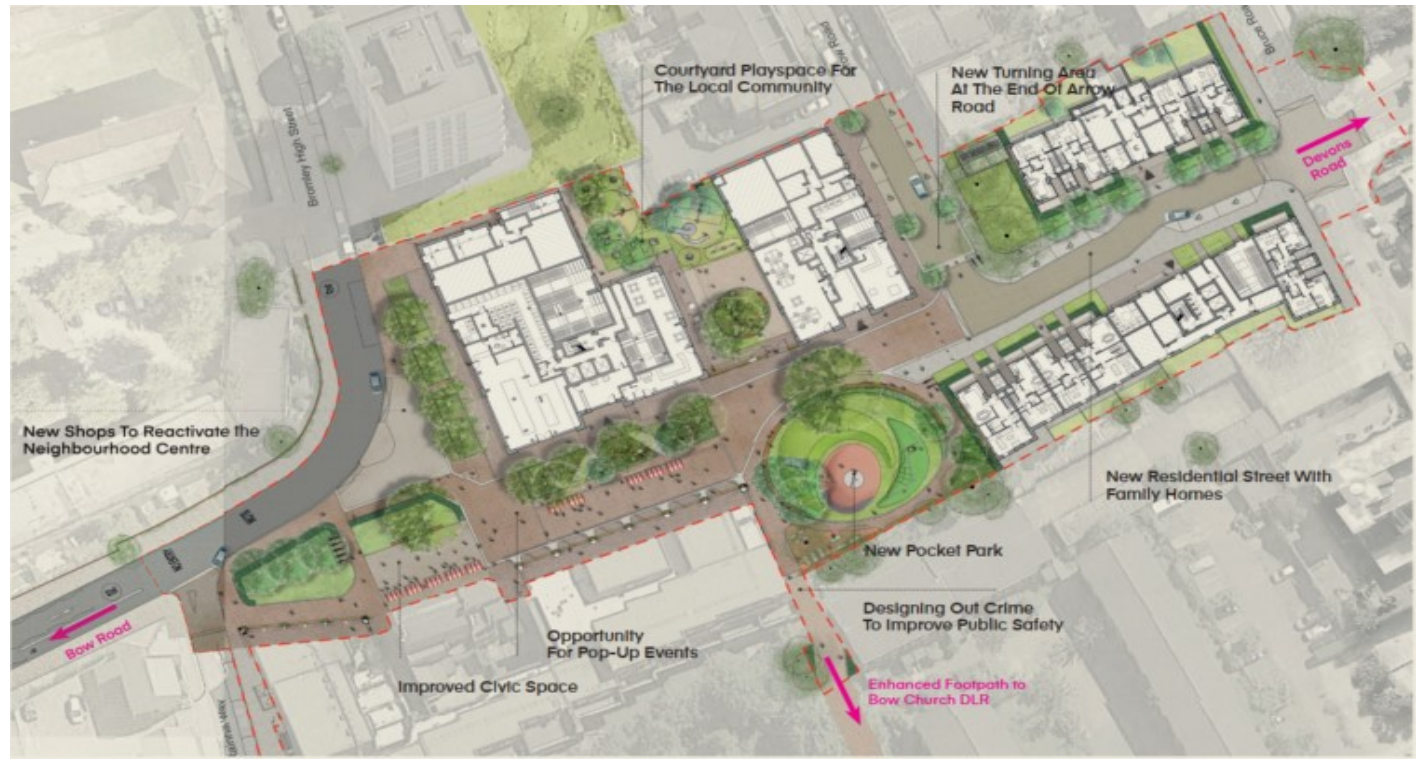 Courtyard Playspace For
The Local Community
New Turning Area
At The End Of Arrow
Road
Bromley High Street
Devons
Road
New Shops To Reactivate the
Neighbourhood Centre
New Residential Street With
Family Homes
New Pocket Park
Designing Out Crime
To Improve Public Safety
Opportunity
For Pop-Up Events
Improved Civic Space
Bow Road
Enhanced Footpath to
Bow Church DLR